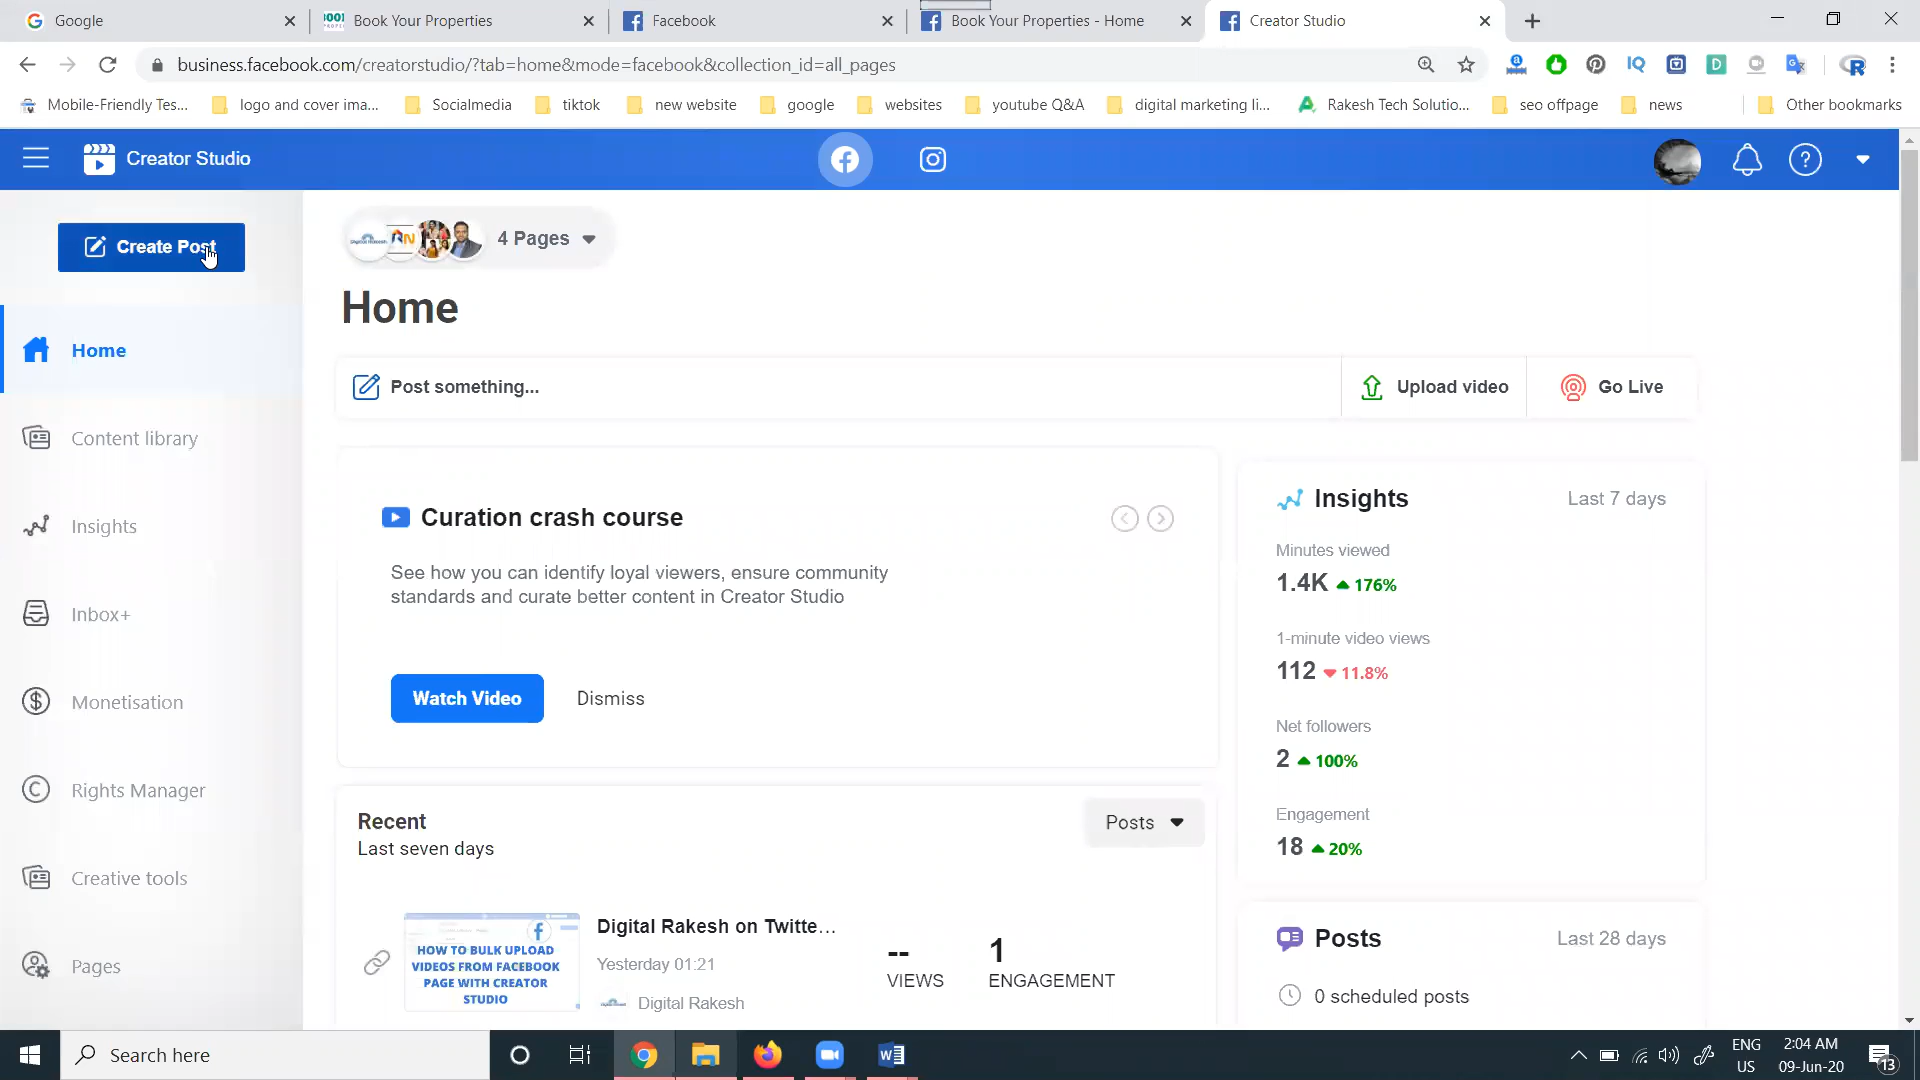 Google
Book Your Properties
Facebook
Book Your Properties - Home
Creator Studio
business.facebook.com/creatorstudio/?tab=home&mode=facebook&collection_id=all_pages
Mobile-Friendly Tes...
logo and cover ima...
Socialmedia
tiktok
new website
google
websites
youtube Q&A
digital marketing li...
Rakesh Tech Solutio...
seo offpage
news
Other bookmarks
Creator Studio
Create Post
4 Pages
Home
Home
Post something...
Upload video
Go Live
Content library
Insights
Inbox+
Monetisation
Rights Manager
Creative tools
Pages
Curation crash course
See how you can identify loyal viewers, ensure community
standards and curate better content in Creator Studio
Watch Video
Dismiss
Insights
Last 7 days
Minutes viewed
1.4K 176%
1-minute video views
112 11.8%
Net followers
2 100%
Engagement
18 20%
Recent
Last seven days
Posts
HOW TO BULK UPLOAD
VIDEOS FROM FACEBOOK
PAGE WITH CREATOR
STUDIO
Digital Rakesh on Twitte...
Yesterday 01:21
Digital Rakesh
--
VIEWS
1
ENGAGEMENT
Posts
Last 28 days
0 scheduled posts
Search here
ENG
US
2:04 AM
09-Jun-20
13